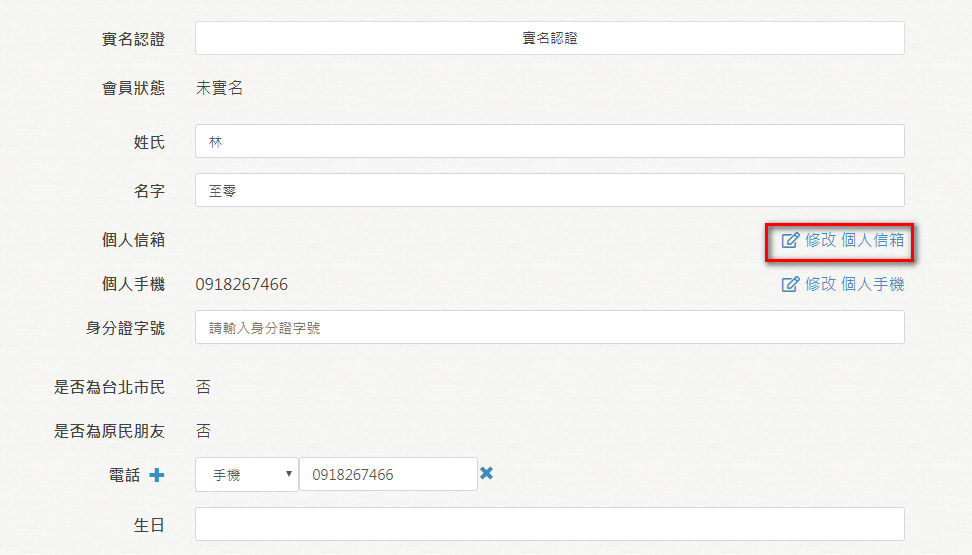 實名認證 實名認證
會員狀態 未實名
姓氏 林
名字 至零
個人信箱 修改 個人信箱
個人手機 0918267466 修改 個人手機
身分證字號 請輸入身分證字號
是否為台北市民 否
是否為原民朋友 否
電話 手機 0918267466
生日